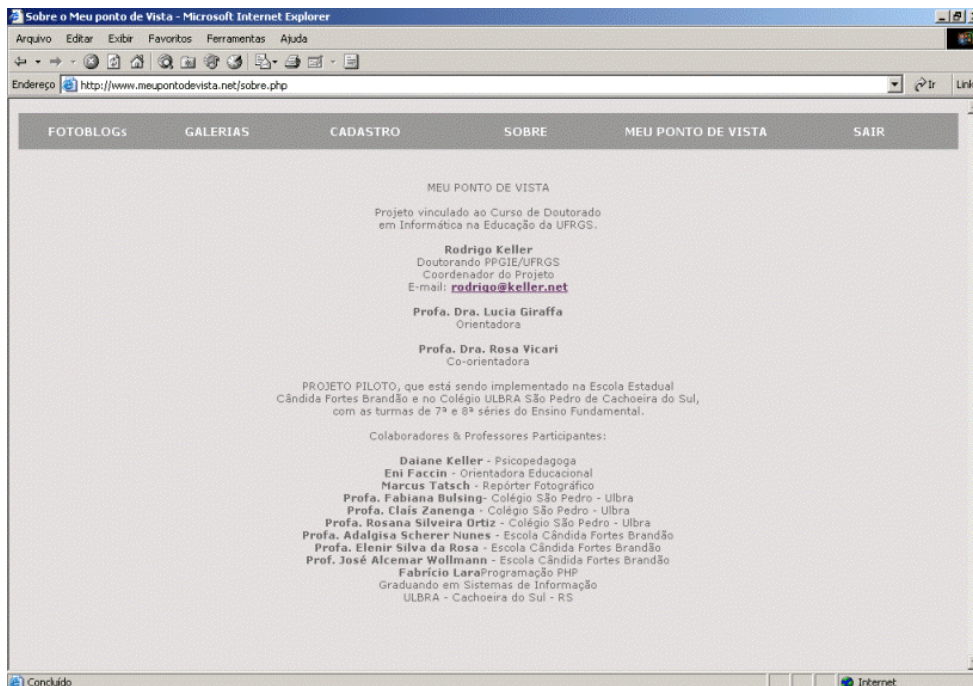 Sobre o Meu ponto de Vista - Microsoft Internet Explorer
Arquivo Editar Exibir Favoritos Ferramentas Ajuda
Endereço http://www.meupontodevista.net/sobre.php Ir Link
FOTOBLOGs GALERIAS CADASTRO SOBRE MEU PONTO DE VISTA SAIR
MEU PONTO DE VISTA
Projeto vinculado ao Curso de Doutorado
em Informática na Educação da UFRGS.
Rodrigo Keller
Doutorando PPGIE/UFRGS
Coordenador do Projeto
E-mail: rodrigo@keller.net
Profa. Dra. Lucia Giraffa
Orientadora
Profa. Dra. Rosa Vicari
Co-orientadora
PROJETO PILOTO, que está sendo implementado na Escola Estadual
Cândida Fortes Brandão e no Colégio ULBRA São Pedro de Cachoeira do Sul,
com as turmas de 7ª e 8ª séries do Ensino Fundamental.
Colaboradores & Professores Participantes:
Daiane Keller - Psicopedagoga
Eni Faccin - Orientadora Educacional
Marcus Tatsch - Repórter Fotográfico
Profa. Fabiana Bulsing- Colégio São Pedro - Ulbra
Profa. Claís Zanenga - Colégio São Pedro - Ulbra
Profa. Rosana Silveira Ortiz - Colégio São Pedro - Ulbra
Profa. Adalgisa Scherer Nunes - Escola Cândida Fortes Brandão
Profa. Elenir Silva da Rosa - Escola Cândida Fortes Brandão
Prof. José Alcemar Wollmann - Escola Cândida Fortes Brandão
Fabrício LaraProgramação PHP
Graduando em Sistemas de Informação
ULBRA - Cachoeira do Sul - RS
Concluído Internet